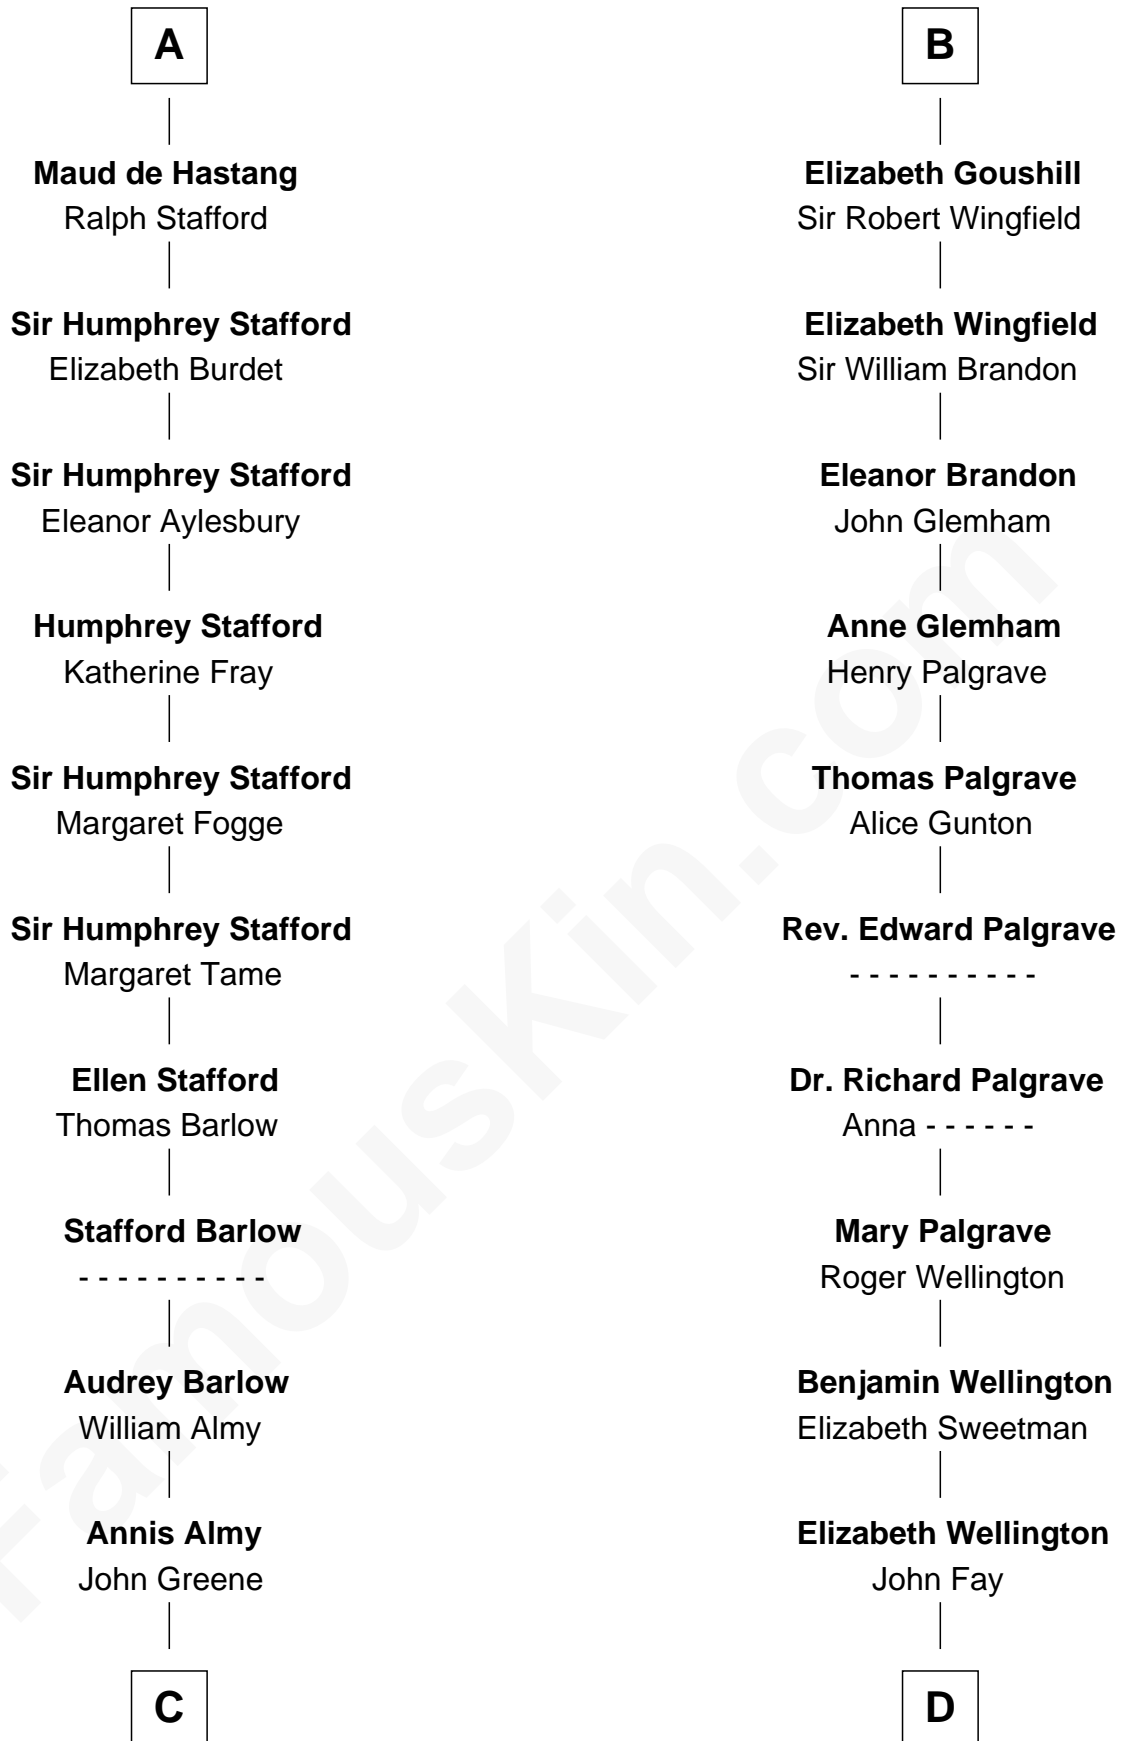 A
Maud de Hastang
Ralph Stafford
Sir Humphrey Stafford
Elizabeth Burdet
Sir Humphrey Stafford
Eleanor Aylesbury
Humphrey Stafford
Katherine Fray
Sir Humphrey Stafford
Margaret Fogge
Sir Humphrey Stafford
Margaret Tame
Ellen Stafford
Thomas Barlow
Stafford Barlow
- - - - - - - - - -
Audrey Barlow
William Almy
Annis Almy
John Greene
C
B
Elizabeth Goushill
Sir Robert Wingfield
Elizabeth Wingfield
Sir William Brandon
Eleanor Brandon
John Glemham
Anne Glemham
Henry Palgrave
Thomas Palgrave
Alice Gunton
Rev. Edward Palgrave
- - - - - - - - - -
Dr. Richard Palgrave
Anna - - - - - -
Mary Palgrave
Roger Wellington
Benjamin Wellington
Elizabeth Sweetman
Elizabeth Wellington
John Fay
D
FamousKin.com